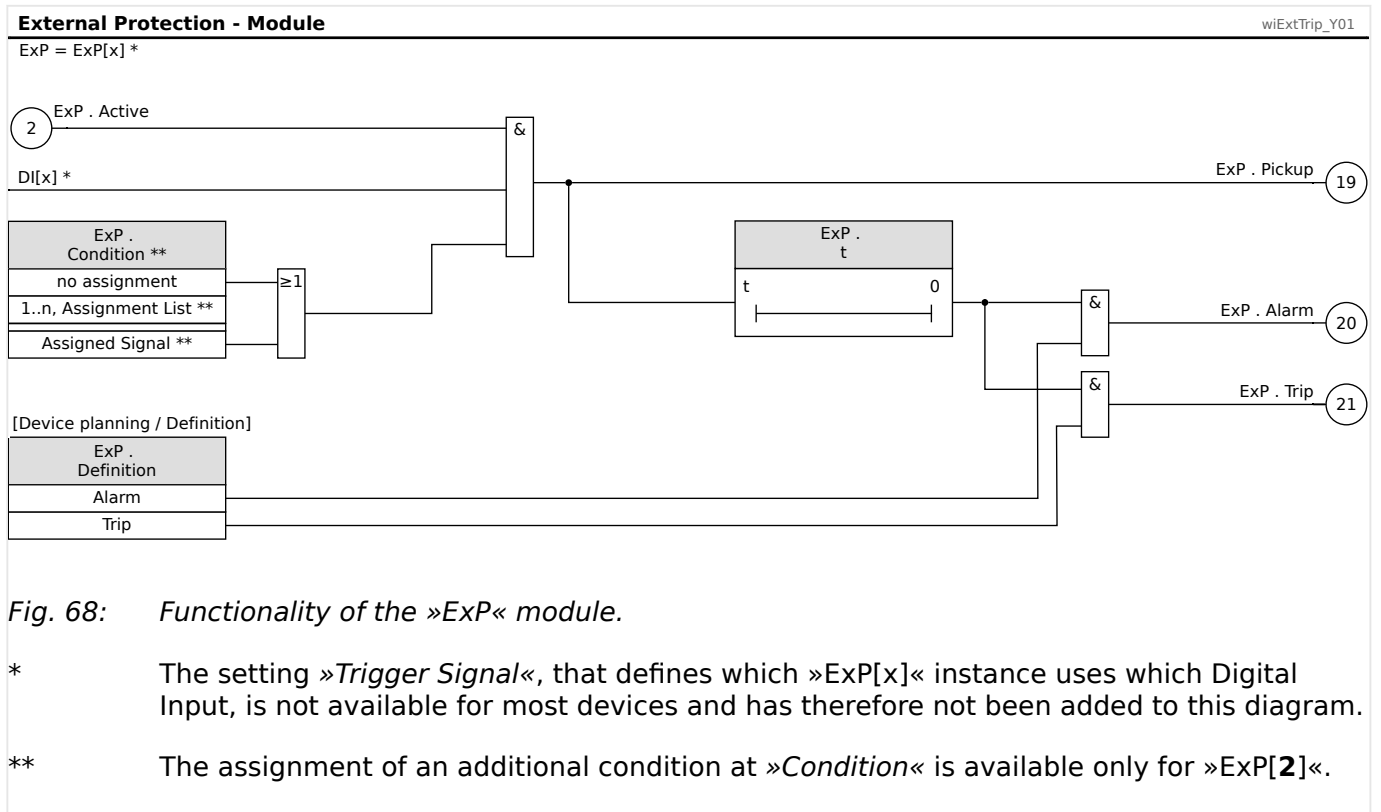 External Protection - Module
wiExtTrip_Y01
ExP = ExP[x] *
ExP . Active
2
&
DI[x] *
ExP . Pickup
19
ExP .
Condition **
no assignment
1..n, Assignment List **
Assigned Signal **
≥1
ExP .
t
t 0
&
ExP . Alarm
20
&
ExP . Trip
21
[Device planning / Definition]
ExP .
Definition
Alarm
Trip
Fig. 68: Functionality of the »ExP« module.
* The setting »Trigger Signal«, that defines which »ExP[x]« instance uses which Digital
Input, is not available for most devices and has therefore not been added to this diagram.
** The assignment of an additional condition at »Condition« is available only for »ExP[2]«.